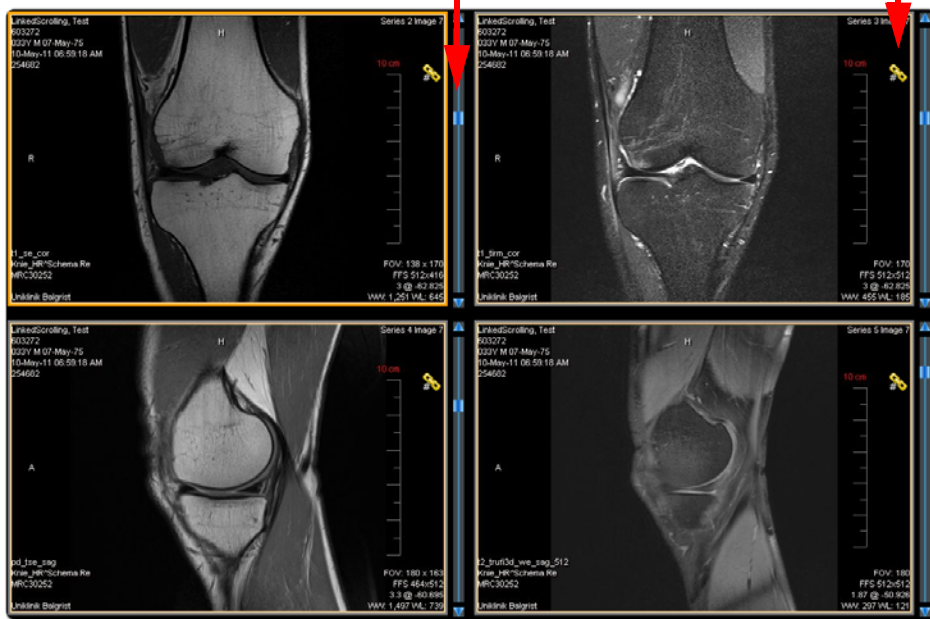 LinkedScrolling, Test
603272
033Y M 07-May-75
10-May-11 06:59:18 AM
254682
Series 2 Image 7
H
10 cm
#
R
t1_se_cor
Knie_HR^Schema Re
MRC30252
Uniklinik Balgrist
FOV: 138 x 170
FFS 512x416
3 @ -62.825
WW: 1,251 WL: 645
LinkedScrolling, Test
603272
033Y M 07-May-75
10-May-11 06:59:18 AM
254682
Series 3 Image 7
H
10 cm
#
R
t1_tirm_cor
Knie_HR^Schema Re
MRC30252
Uniklinik Balgrist
FOV: 170
FFS 512x512
3 @ -62.825
WW: 455 WL: 185
LinkedScrolling, Test
603272
033Y M 07-May-75
10-May-11 06:59:18 AM
254682
Series 4 Image 7
H
10 cm
#
A
pd_tse_sag
Knie_HR^Schema Re
MRC30252
Uniklinik Balgrist
FOV: 180 x 163
FFS 464x512
3.3 @ -60.695
WW: 1,497 WL: 739
LinkedScrolling, Test
603272
033Y M 07-May-75
10-May-11 06:59:18 AM
254682
Series 5 Image 7
H
10 cm
#
A
t2_trufi3d_we_sag_512
Knie_HR^Schema Re
MRC30252
Uniklinik Balgrist
FOV: 180
FFS 512x512
1.87 @ -50.926
WW: 297 WL: 121